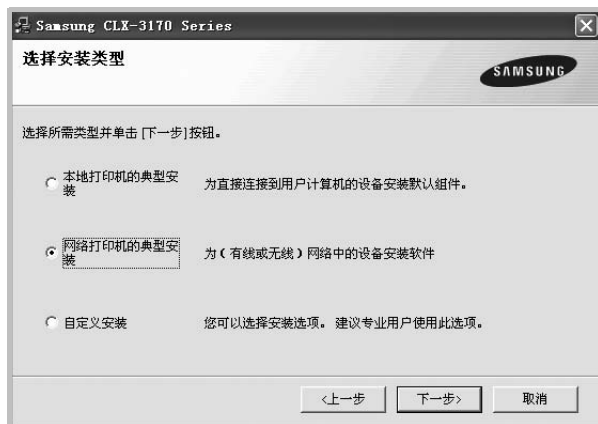 Samsung CLX-3170 Series
选择安装类型
SAMSUNG
选择所需类型并单击 [下一步]按钮。
本地打印机的典型安
装
为直接连接到用户计算机的设备安装默认组件。
网络打印机的典型安
装
为(有线或无线)网络中的设备安装软件
自定义安装
您可以选择安装选项。 建议专业用户使用此选项。
<上一步
下一步>
取消